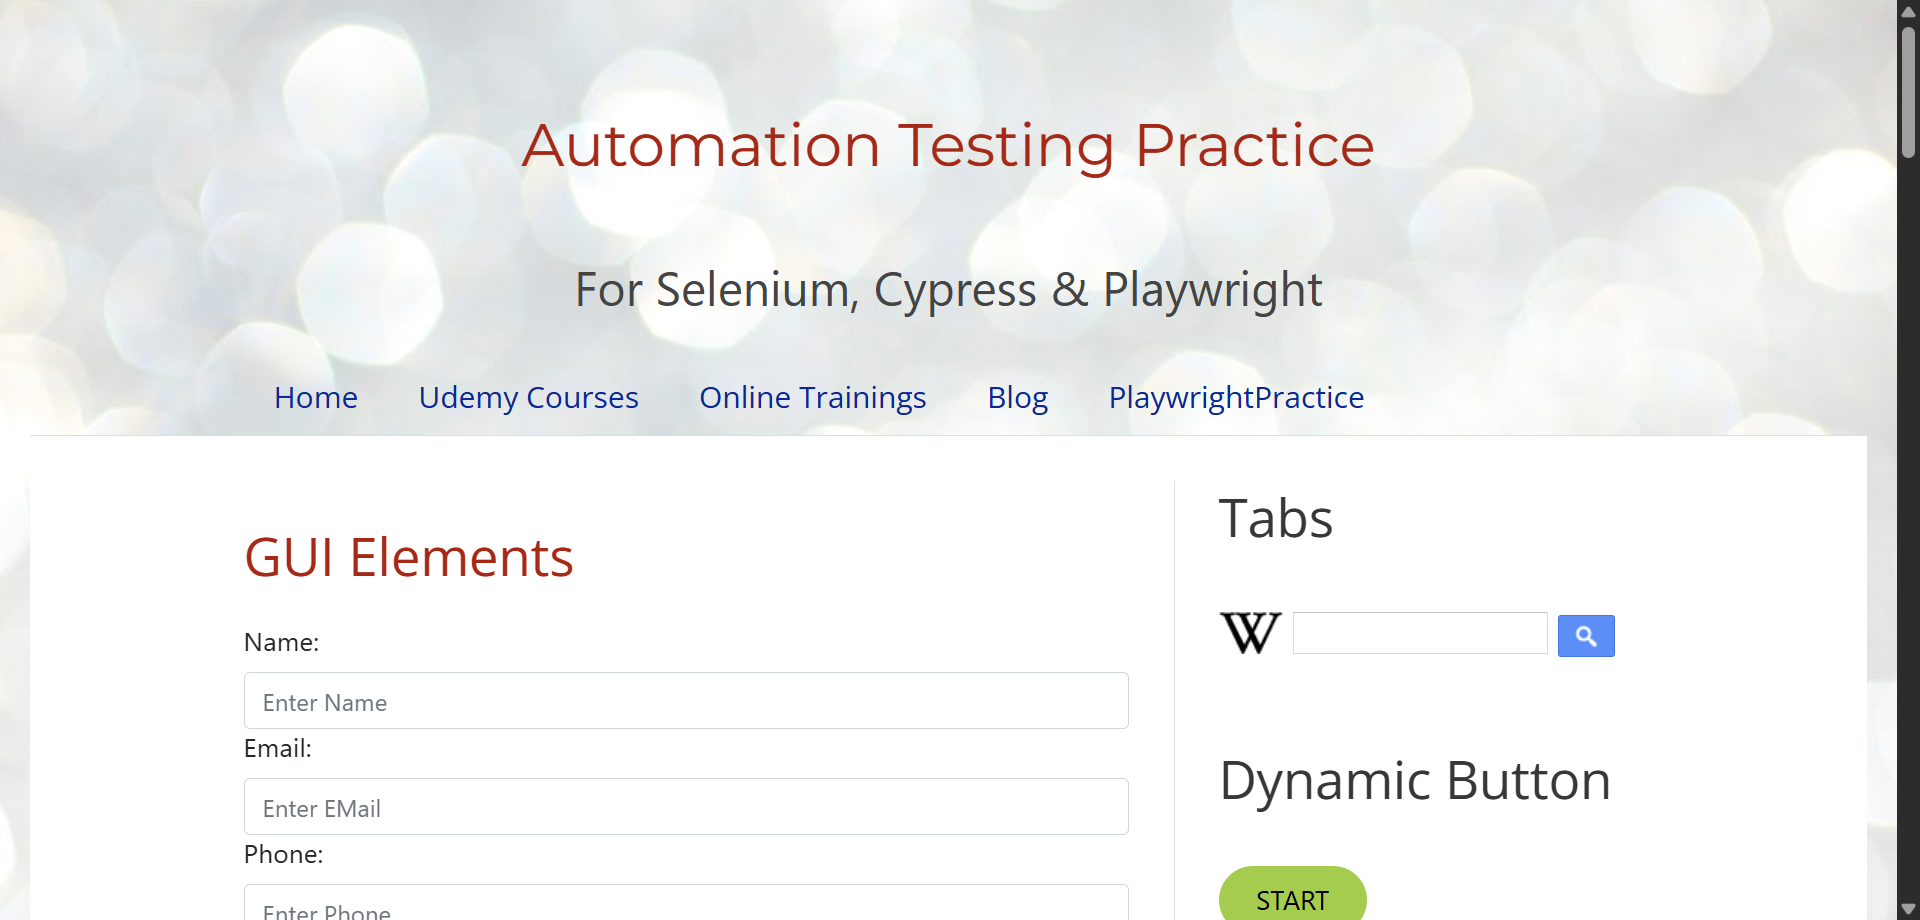 Automation Testing Practice
For Selenium, Cypress & Playwright
Home Udemy Courses Online Trainings Blog PlaywrightPractice
GUI Elements
Name:
Enter Name
Email:
Enter EMail
Phone:
Enter Phone
Tabs
W
Dynamic Button
START